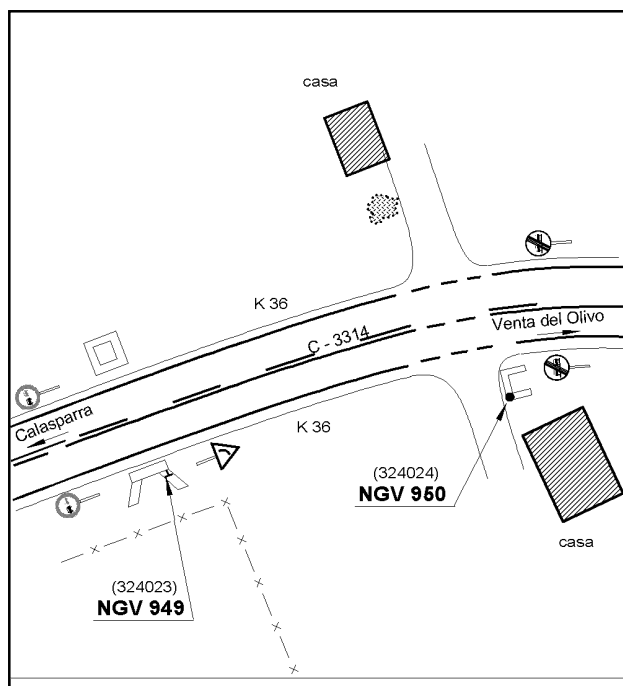 casa
K 36
C - 3314
Venta del Olivo
Calasparra
K 36
(324024)
NGV 950
casa
(324023)
NGV 949